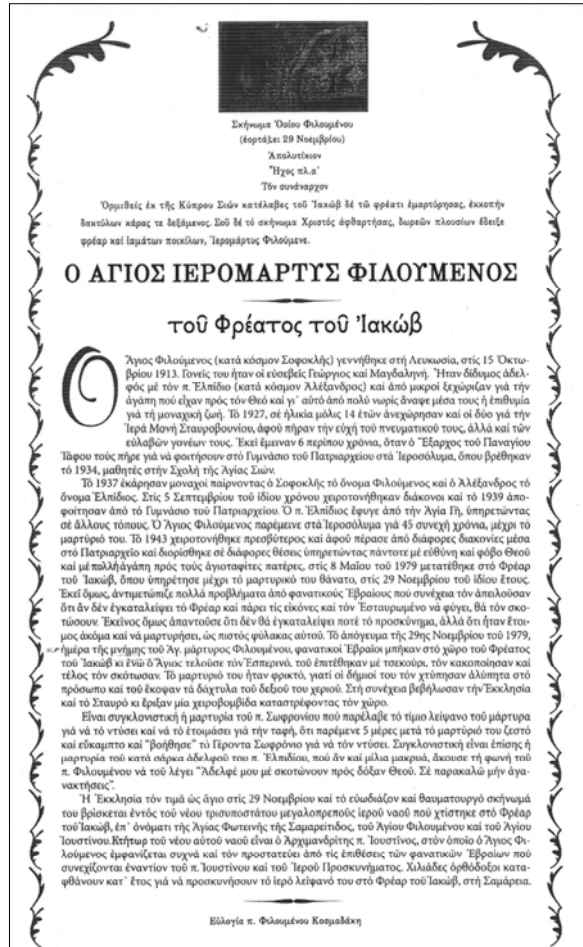 Σκήνωμα Ὁσίου Φιλουμένου
(ἑορτάζει 29 Νοεμβρίου)
Ἀπολυτίκιον
Ἦχος πλ.α'
Τόν συνάναρχον
Ὁρμιθείς ἐκ τῆς Κύπρου Σιών κατέλαβες τοῦ Ἰακώβ δέ τῶ φρέατι ἐμαρτύρησας, ἐκκοπήν
δακτύλων κάρας τε δεξάμενος. Σοῦ δέ τό σκήνωμα Χριστός ἀφθαρτήσας, δωρεῶν πλουσίων ἔδειξε
φρέαρ καί ἰαμάτων ποικίλων, Ἱερομάρτυς Φιλούμενε.
Ο ΑΓΙΟΣ ΙΕΡΟΜΑΡΤΥΣ ΦΙΛΟΥΜΕΝΟΣ
τοῦ Φρέατος τοῦ Ἰακώβ
Ὁ Ἅγιος Φιλούμενος (κατά κόσμον Σοφοκλῆς) γεννήθηκε στή Λευκωσία, στίς 15 Ὀκτω-
βρίου 1913. Γονεῖς του ἦταν οἱ εὐσεβεῖς Γεώργιος καί Μαγδαληνή. Ἦταν δίδυμος ἀδελ-
φός μέ τόν π. Ἐλπίδιο (κατά κόσμον Ἀλέξανδρος) καί ἀπό μικροί ξεχώριζαν γιά τήν
ἀγάπη πού εἶχαν πρός τόν Θεό καί γι᾽ αὐτό ἀπό πολύ νωρίς ἄναψε μέσα τους ἡ ἐπιθυμία
γιά τή μοναχική ζωή. Τό 1927, σέ ἡλικία μόλις 14 ἐτῶν ἀνεχώρησαν καί οἱ δύο γιά τήν
Ἱερά Μονή Σταυροβουνίου, ἀφοῦ πῆραν τήν εὐχή τοῦ πνευματικοῦ τους, ἀλλά καί τῶν
εὐλαβῶν γονέων τους. Ἐκεῖ ἔμειναν 6 περίπου χρόνια, ὅταν ὁ Ἔξαρχος τοῦ Παναγίου
Τάφου τούς πῆρε γιά νά φοιτήσουν στό Γυμνάσιο τοῦ Πατριαρχείου στά Ἱεροσόλυμα, ὅπου βρέθηκαν
τό 1934, μαθητές στήν Σχολή τῆς Ἁγίας Σιών.
Τό 1937 ἐκάρησαν μοναχοί παίρνοντας ὁ Σοφοκλῆς τό ὄνομα Φιλούμενος καί ὁ Ἀλέξανδρος τό
ὄνομα Ἐλπίδιος. Στίς 5 Σεπτεμβρίου τοῦ ἰδίου χρόνου χειροτονήθηκαν διάκονοι καί τό 1939 ἀπο-
φοίτησαν ἀπό τό Γυμνάσιο τοῦ Πατριαρχείου. Ὁ π. Ἐλπίδιος ἔφυγε ἀπό τήν Ἁγία Γῆ, ὑπηρετώντας
σέ ἄλλους τόπους. Ὁ Ἅγιος Φιλούμενος παρέμεινε στά Ἱεροσόλυμα γιά 45 συνεχῆ χρόνια, μέχρι τό
μαρτύριό του. Τό 1943 χειροτονήθηκε πρεσβύτερος καί ἀφοῦ πέρασε ἀπό διάφορες διακονίες μέσα
στό Πατριαρχεῖο καί διορίσθηκε σέ διάφορες θέσεις ὑπηρετώντας πάντοτε μέ εὐθύνη καί φόβο Θεοῦ
καί μέ πολλή ἀγάπη πρός τούς ἁγιοταφίτες πατέρες, στίς 8 Μαΐου τοῦ 1979 μετατέθηκε στό Φρέαρ
τοῦ Ἰακώβ, ὅπου ὑπηρέτησε μέχρι τό μαρτυρικό του θάνατο, στίς 29 Νοεμβρίου τοῦ ἰδίου ἔτους.
Ἐκεῖ ὅμως, ἀντιμετώπιζε πολλά προβλήματα ἀπό φανατικούς Ἑβραίους πού συνέχεια τόν ἀπειλοῦσαν
ὅτι ἄν δέν ἐγκαταλείψει τό Φρέαρ καί πάρει τίς εἰκόνες καί τόν Ἐσταυρωμένο νά φύγει, θά τόν σκο-
τώσουν. Ἐκεῖνος ὅμως ἀπαντοῦσε ὅτι δέν θά ἐγκαταλείψει ποτέ τό προσκύνημα, ἀλλά ὅτι ἦταν ἕτοι-
μος ἀκόμα καί νά μαρτυρήσει, ὡς πιστός φύλακας αὐτοῦ. Τό ἀπόγευμα τῆς 29ης Νοεμβρίου τοῦ 1979,
ἡμέρα τῆς μνήμης τοῦ Ἁγ. μάρτυρος Φιλουμένου, φανατικοί Ἑβραῖοι μπῆκαν στό χῶρο τοῦ Φρέατος
τοῦ Ἰακώβ κι ἐνῶ ὁ Ἅγιος τελοῦσε τόν Ἑσπερινό, τοῦ ἐπιτέθηκαν μέ τσεκούρι, τόν κακοποίησαν καί
τέλος τόν σκότωσαν. Τό μαρτύριό του ἦταν φρικτό, γιατί οἱ δήμιοί του τόν χτύπησαν ἀλύπητα στό
πρόσωπο καί τοῦ ἔκοψαν τά δάχτυλα τοῦ δεξιοῦ του χεριοῦ. Στή συνέχεια βεβήλωσαν τήν Ἐκκλησία
καί τό Σταυρό κι ἔριξαν μία χειροβομβίδα καταστρέφοντας τόν χῶρο.
Εἶναι συγκλονιστική ἡ μαρτυρία τοῦ π. Σωφρονίου πού παρέλαβε τό τίμιο λείψανο τοῦ μάρτυρα
γιά νά τό ντύσει καί νά τό ἑτοιμάσει γιά τήν ταφή, ὅτι παρέμενε 5 μέρες μετά τό μαρτύριό του ζεστό
καί εὔκαμπτο καί "βοήθησε" τό Γέροντα Σωφρόνιο γιά νά τόν ντύσει. Συγκλονιστική εἶναι ἐπίσης ἡ
μαρτυρία τοῦ κατά σάρκα ἀδελφοῦ του π. Ἐλπιδίου, πού ἄν καί μίλια μακρυά, ἄκουσε τή φωνή τοῦ
π. Φιλουμένου νά τοῦ λέγει "Ἀδελφέ μου μέ σκοτώνουν πρός δόξαν Θεοῦ. Σέ παρακαλῶ μήν ἀγα-
νακτήσεις".
Ἡ Ἐκκλησία τόν τιμᾶ ὡς ἅγιο στίς 29 Νοεμβρίου καί τό εὐωδιάζον καί θαυματουργό σκήνωμά
του βρίσκεται ἐντός τοῦ νέου τρισυποστάτου μεγαλοπρεποῦς ἱεροῦ ναοῦ πού χτίστηκε στό Φρέαρ
τοῦ Ἰακώβ, ἐπ᾽ ὀνόματι τῆς Ἁγίας Φωτεινῆς τῆς Σαμαρείτιδος, τοῦ Ἁγίου Φιλουμένου καί τοῦ Ἁγίου
Ἰουστίνου. Κτήτωρ τοῦ νέου αὐτοῦ ναοῦ εἶναι ὁ Ἀρχιμανδρίτης π. Ἰουστῖνος, στόν ὁποῖο ὁ Ἅγιος Φι-
λούμενος ἐμφανίζεται συχνά καί τόν προστατεύει ἀπό τίς ἐπιθέσεις τῶν φανατικῶν Ἑβραίων πού
συνεχίζονται ἐναντίον τοῦ π. Ἰουστίνου καί τοῦ Ἱεροῦ Προσκυνήματος. Χιλιάδες ὀρθόδοξοι κατα-
φθάνουν κατ᾽ ἔτος γιά νά προσκυνήσουν τό ἱερό λείψανό του στό Φρέαρ τοῦ Ἰακώβ, στή Σαμάρεια.
Εὐλογία π. Φιλουμένου Κοσμαδάκη